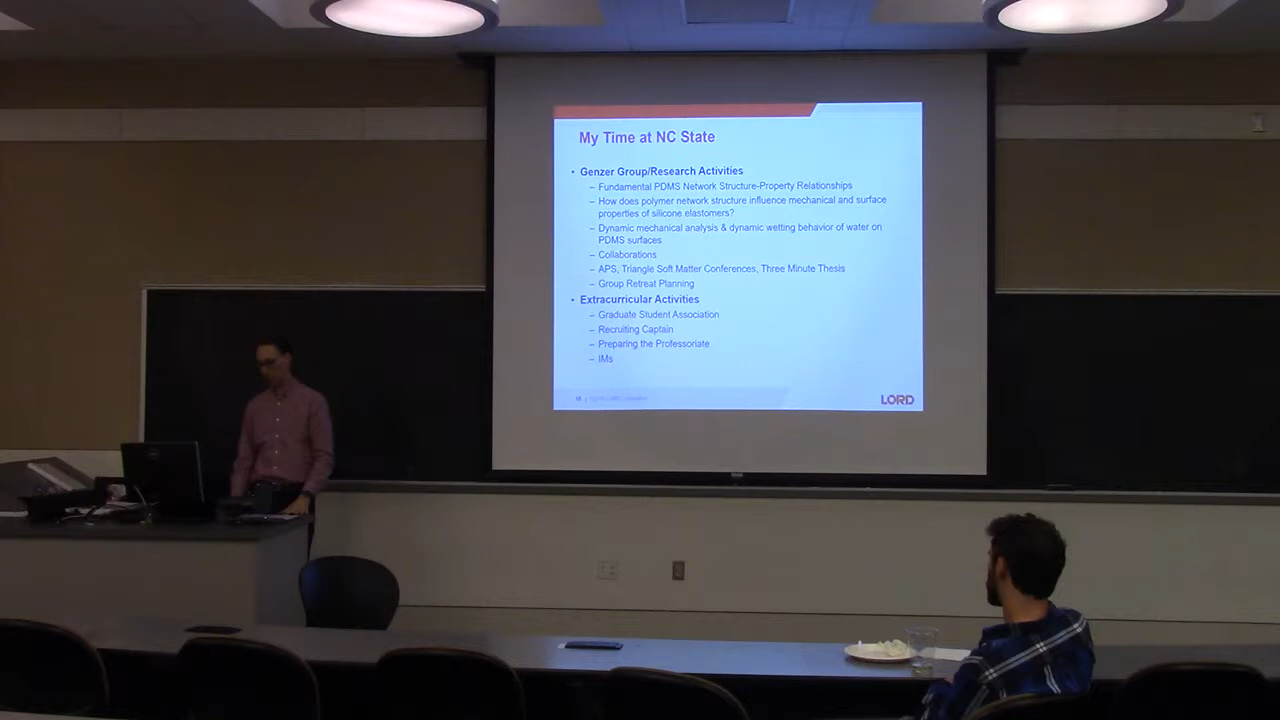 My Time at NC State
• Genzer Group/Research Activities
– Fundamental PDMS Network Structure-Property Relationships
– How does polymer network structure influence mechanical and surface
properties of silicone elastomers?
– Dynamic mechanical analysis & dynamic wetting behavior of water on
PDMS surfaces
– Collaborations
– APS, Triangle Soft Matter Conferences, Three Minute Thesis
– Group Retreat Planning
• Extracurricular Activities
– Graduate Student Association
– Recruiting Captain
– Preparing the Professoriate
– IMs
LORD